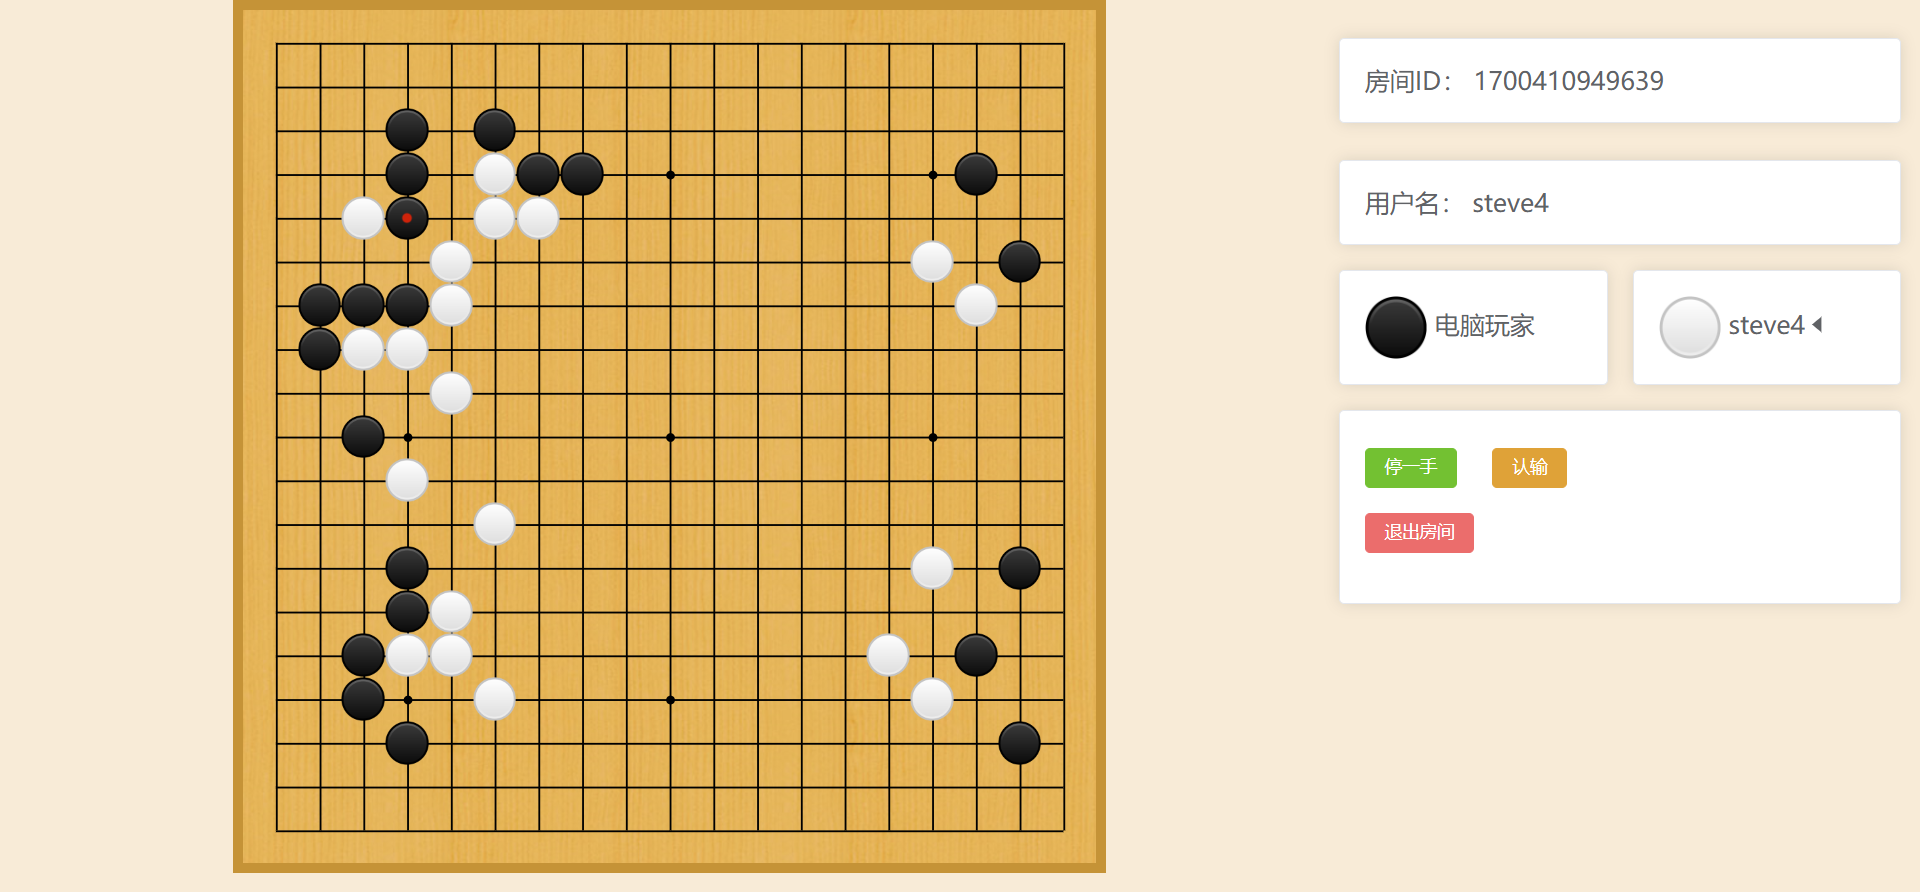 房间ID： 1700410949639
用户名： steve4
电脑玩家
steve4
停一手
认输
退出房间